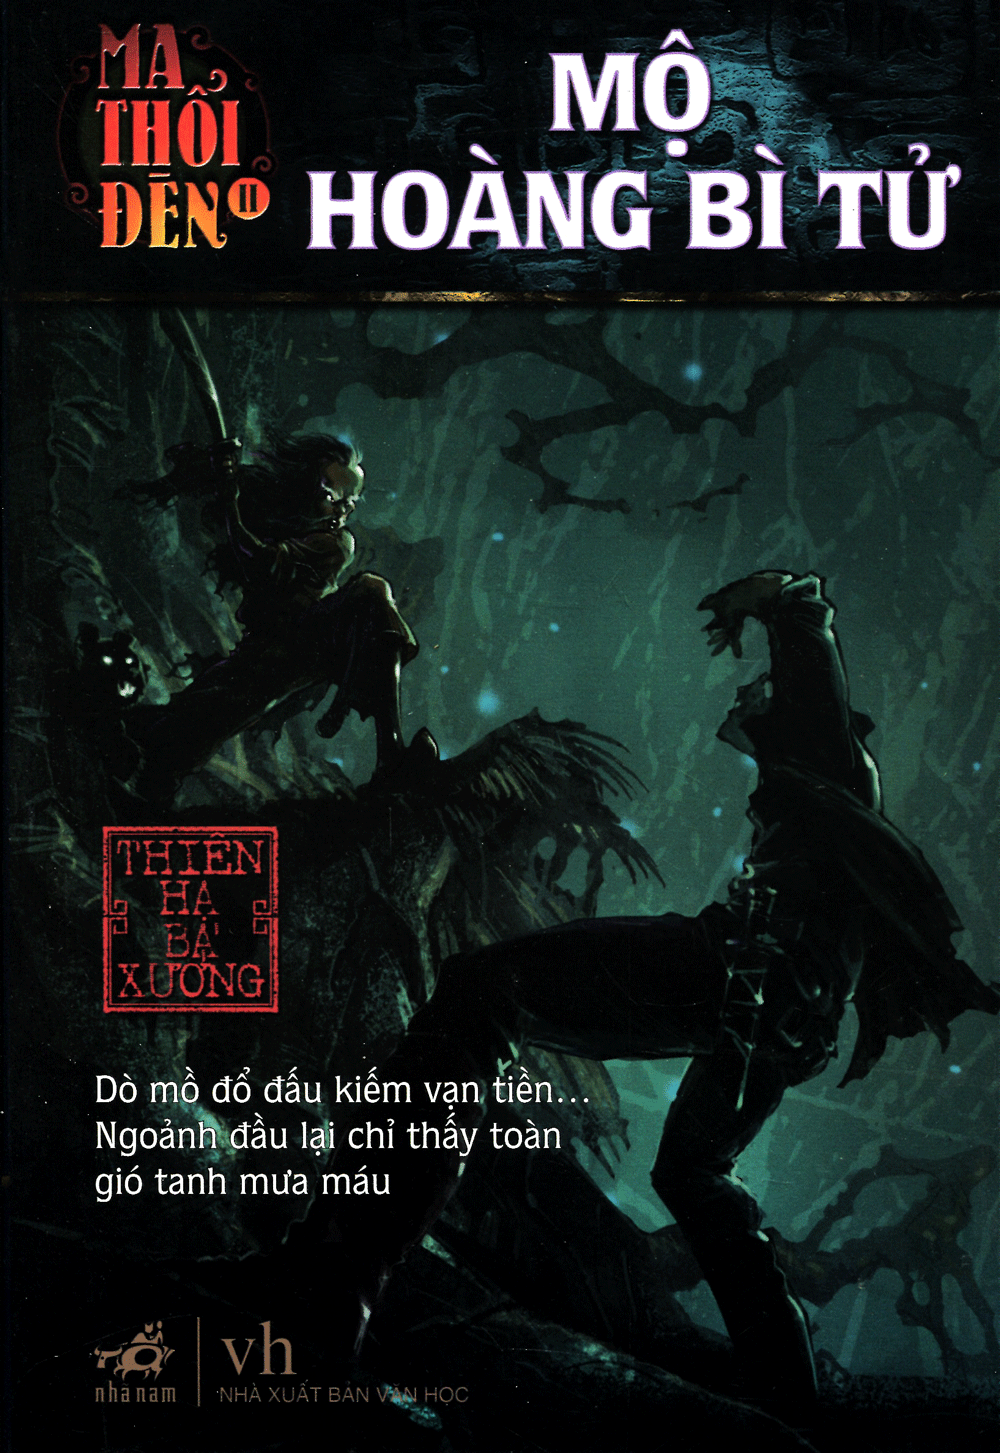 MA
THỔI
ĐÈN II
MỘ
HOÀNG BÌ TỬ
THIÊN
HẠ
BÁ
XƯỚNG
Dò mồ đổ đấu kiếm vạn tiền...
Ngoảnh đầu lại chỉ thấy toàn
gió tanh mưa máu
nhã nam
vh
NHÀ XUẤT BẢN VĂN HỌC